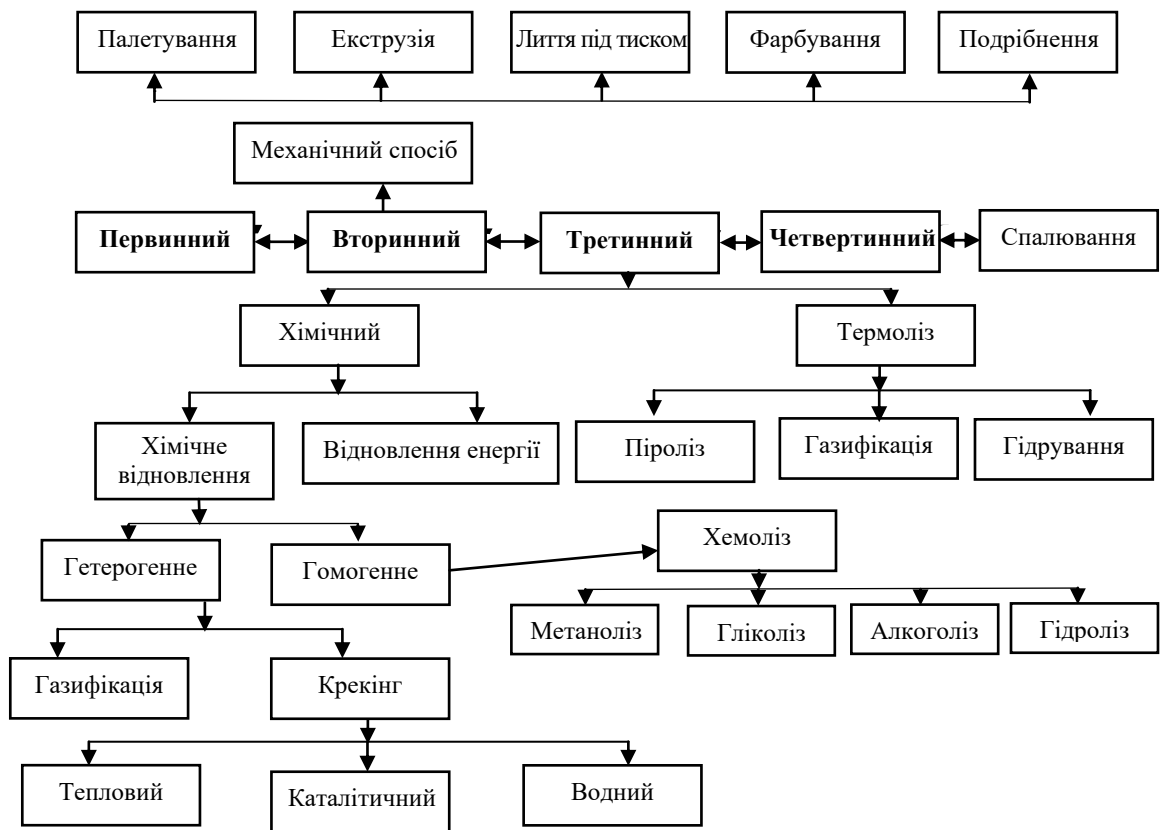 Палетування
Екструзія
Лиття під тиском
Фарбування
Подрібнення
Механічний спосіб
Первинний
Вторинний
Третинний
Четвертинний
Спалювання
Хімічний
Термоліз
Хімічне
відновлення
Відновлення енергії
Піроліз
Газифікація
Гідрування
Гетерогенне
Гомогенне
Хемоліз
Метаноліз
Гліколіз
Алкоголіз
Гідроліз
Газифікація
Крекінг
Тепловий
Каталітичний
Водний